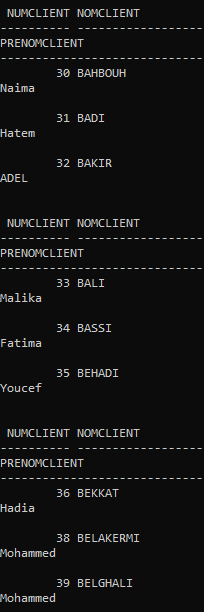 NUMCLIENT NOMCLIENT
---------- ------------------
PRENOMCLIENT
-----------------------------
30 BAHBOUH
Naima
31 BADI
Hatem
32 BAKIR
ADEL
NUMCLIENT NOMCLIENT
---------- ------------------
PRENOMCLIENT
-----------------------------
33 BALI
Malika
34 BASSI
Fatima
35 BEHADI
Youcef
NUMCLIENT NOMCLIENT
---------- ------------------
PRENOMCLIENT
-----------------------------
36 BEKKAT
Hadia
38 BELAKERMI
Mohammed
39 BELGHALI
Mohammed